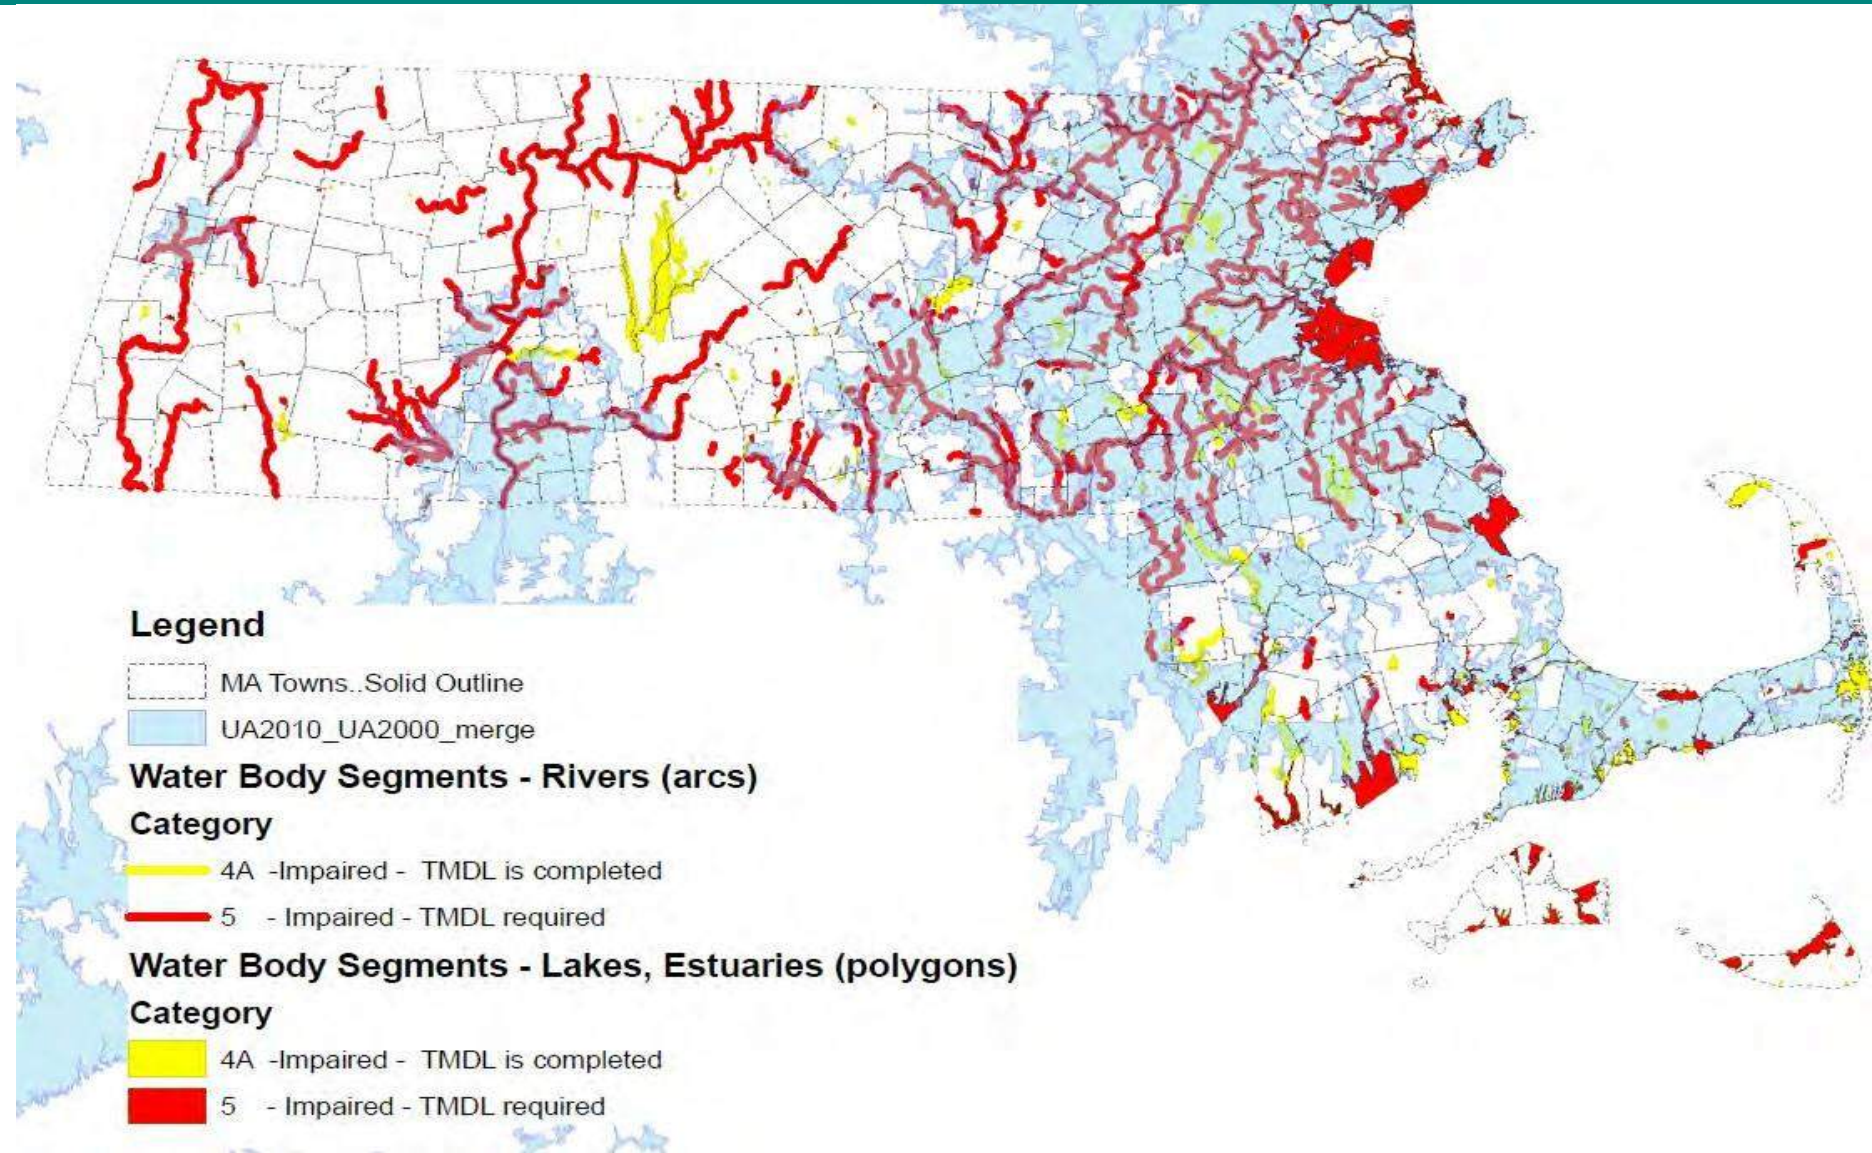 Legend
MA Towns..Solid Outline
UA2010_UA2000_merge
Water Body Segments - Rivers (arcs)
Category
4A -Impaired - TMDL is completed
5 - Impaired - TMDL required
Water Body Segments - Lakes, Estuaries (polygons)
Category
4A -Impaired - TMDL is completed
5 - Impaired - TMDL required